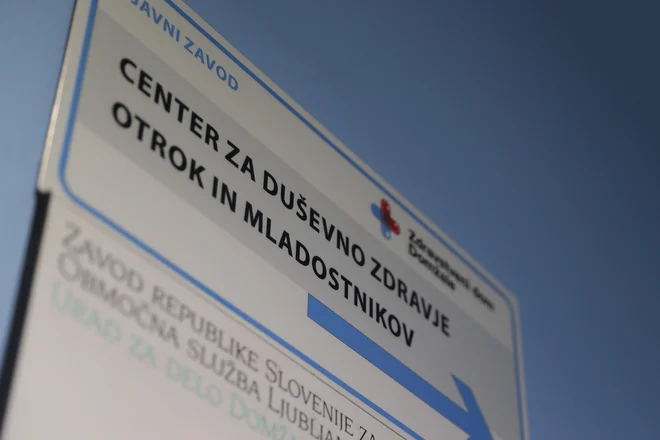 JAVNI ZAVOD
CENTER ZA DUŠEVNO ZDRAVJE
OTROK IN MLADOSTNIKOV
Zdravstveni dom
Domžale
ZAVOD REPUBLIKE SLOVENIJE ZA
OBMOČNA SLUŽBA LJUBLJANA
URAD ZA DELO DOMŽALE